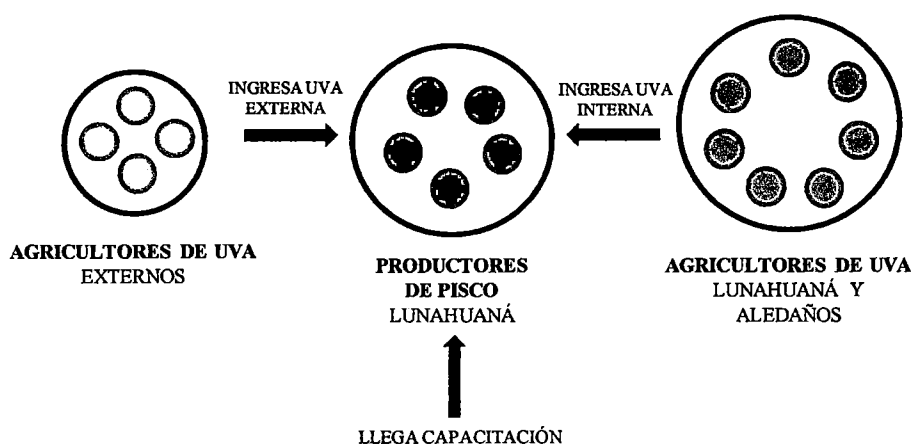 INGRESA UVA
EXTERNA
INGRESA UVA
INTERNA
AGRICULTORES DE UVA
EXTERNOS
PRODUCTORES
DE PISCO
LUNAHUANÁ
AGRICULTORES DE UVA
LUNAHUANÁ Y
ALEDAÑOS
LLEGA CAPACITACIÓN